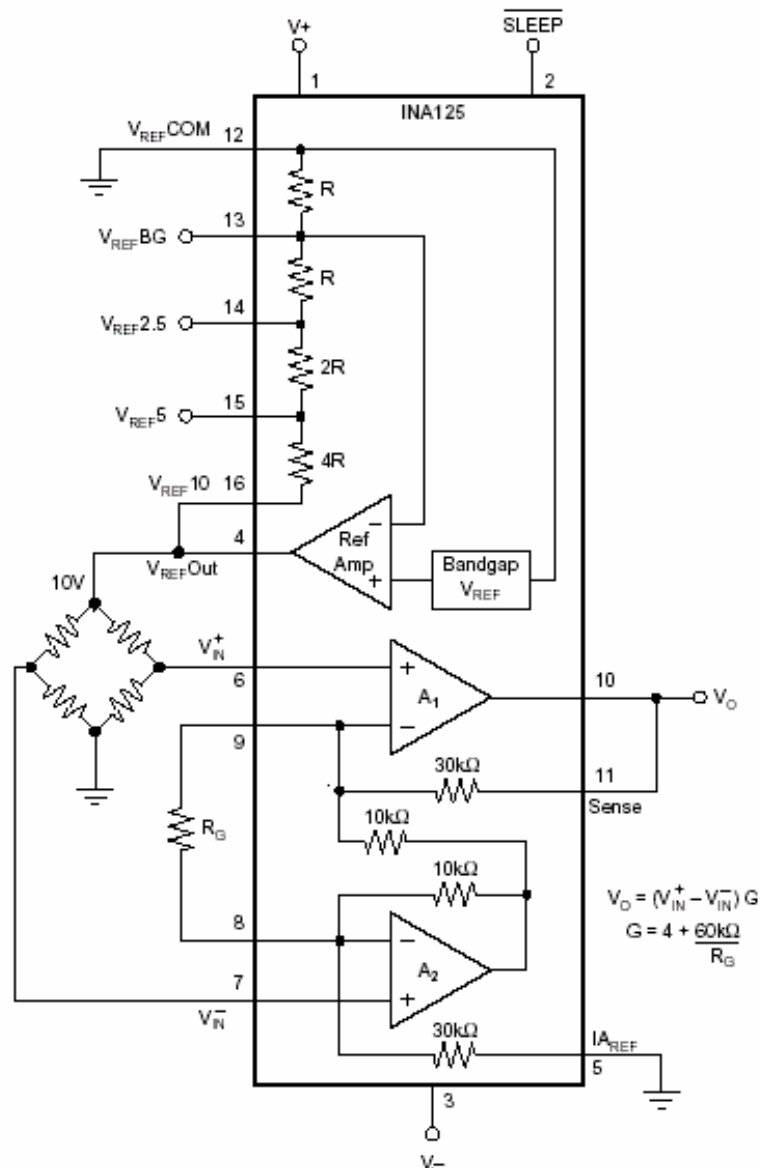 V+
SLEEP
1
2
INA125
VREFCOM
12
R
13
VREFBG
R
14
VREF2.5
2R
15
VREF5
4R
VREF10
16
4
VREFOut
Ref
Amp
−
+
Bandgap
VREF
10V
V+IN
6
+
A1
−
10
VO
9
30kΩ
11
Sense
10kΩ
RG
10kΩ
VO = (V+IN – V−IN) G
G = 4 + 60kΩ
RG
8
−
A2
+
7
V−IN
30kΩ
IAREF
5
3
V–